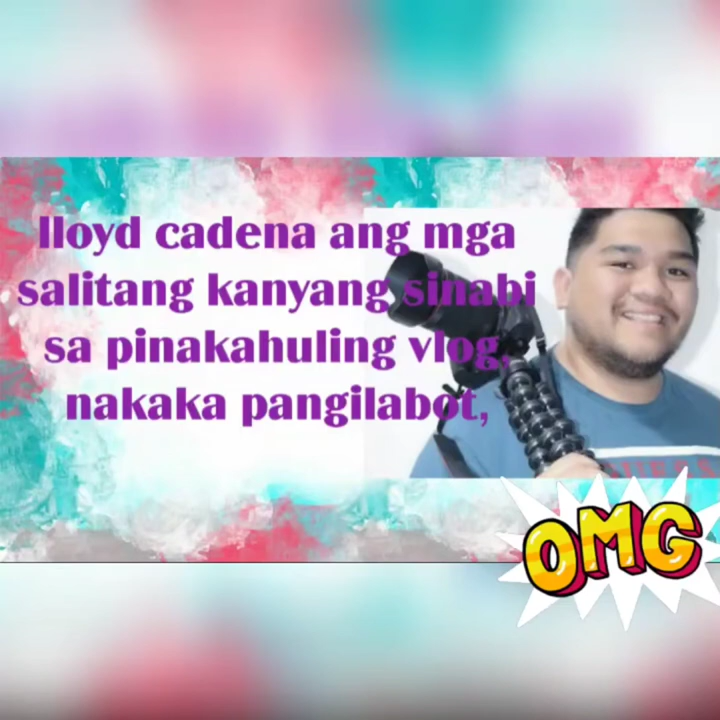 lloyd cadena ang mga
salitang kanyang sinabi
sa pinakahuling vlog,
nakaka pangilabot,
OMG